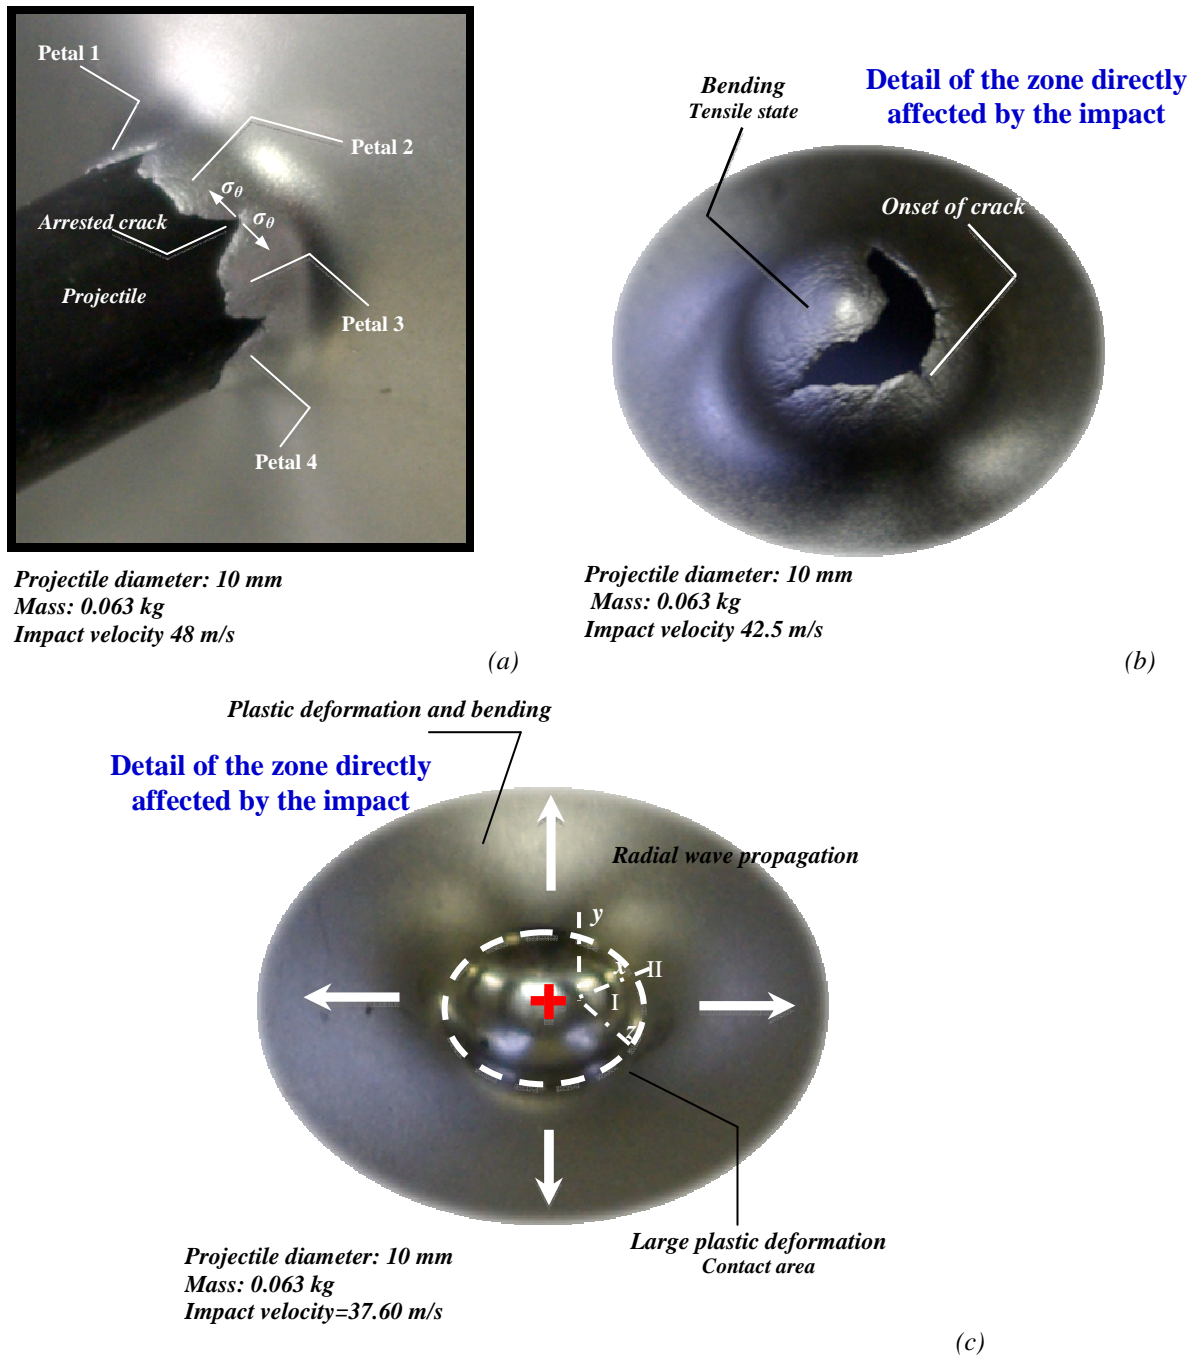 Petal 1
Petal 2
σθ
σθ
Arrested crack
Projectile
Petal 3
Petal 4
Projectile diameter: 10 mm
Mass: 0.063 kg
Impact velocity 48 m/s
(a)
Bending
Tensile state
Detail of the zone directly
affected by the impact
Onset of crack
Projectile diameter: 10 mm
Mass: 0.063 kg
Impact velocity 42.5 m/s
(b)
Plastic deformation and bending
Detail of the zone directly
affected by the impact
Radial wave propagation
y
x
II
I
z
Large plastic deformation
Contact area
Projectile diameter: 10 mm
Mass: 0.063 kg
Impact velocity=37.60 m/s
(c)